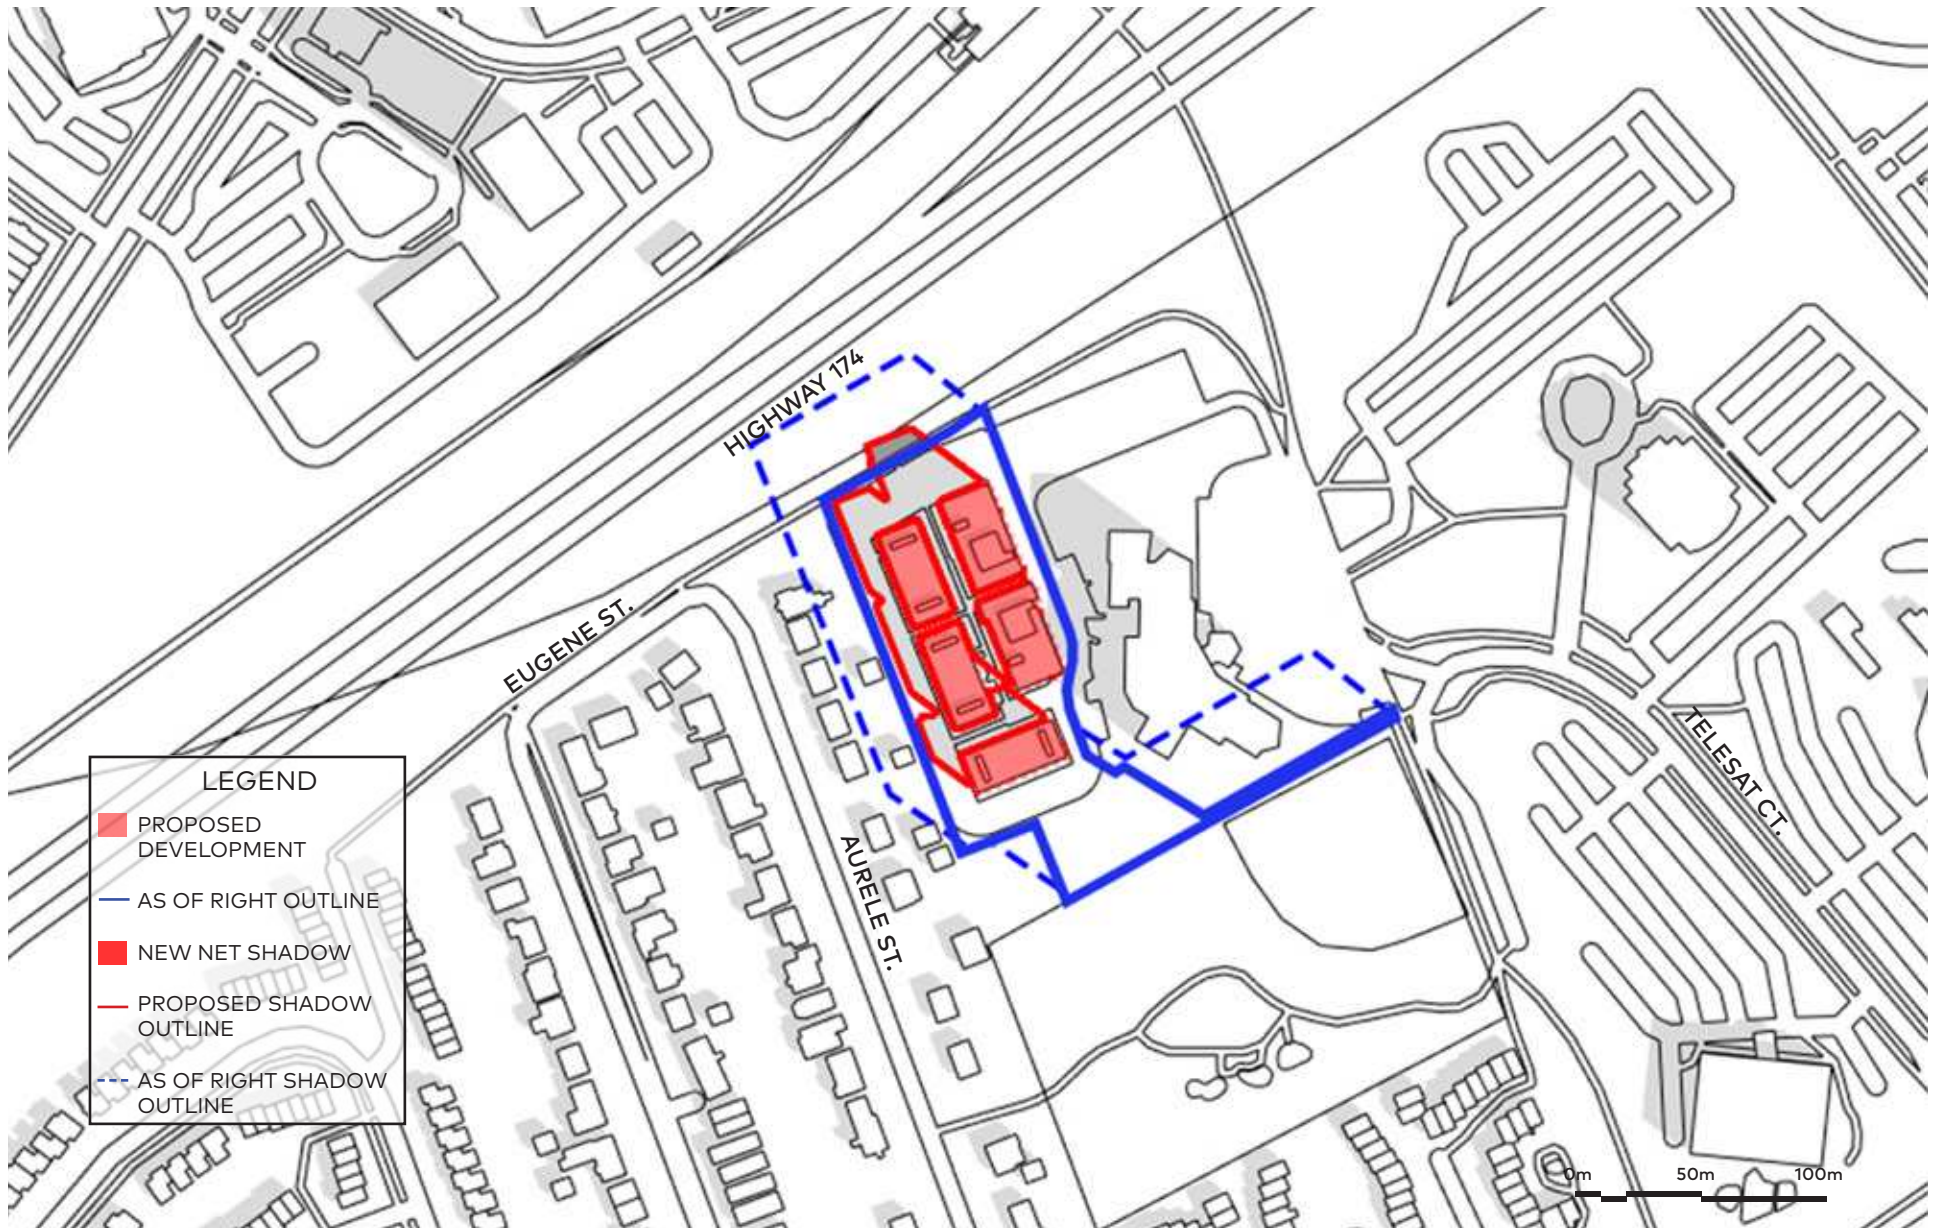 HIGHWAY 174
EUGENE ST.
AURELE ST.
TELESAT CT.
LEGEND
PROPOSED
DEVELOPMENT
AS OF RIGHT OUTLINE
NEW NET SHADOW
PROPOSED SHADOW
OUTLINE
AS OF RIGHT SHADOW
OUTLINE
0m 50m 100m